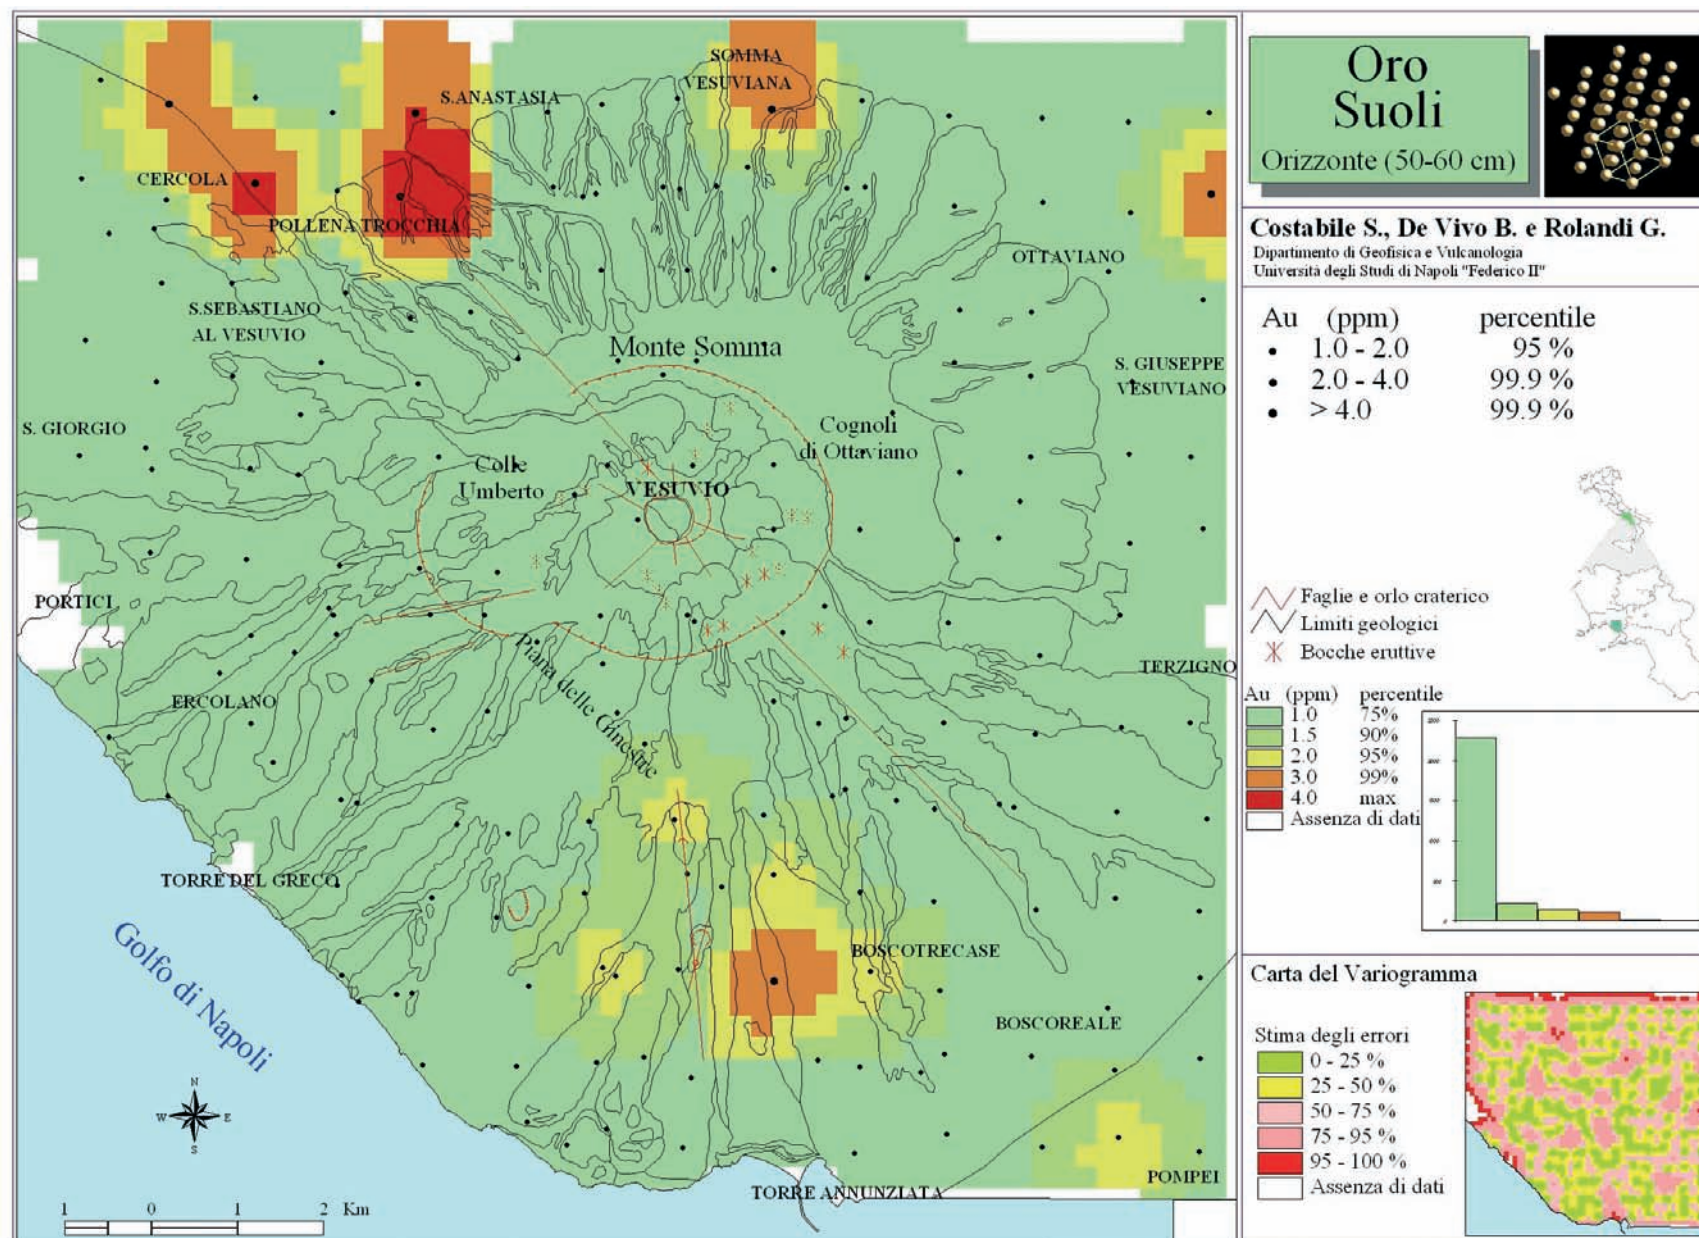 SOMMA
VESUVIANA
S.ANASTASIA
CERCOLA
POLLENA TROCCHIA
OTTAVIANO
S.SEBASTIANO
AL VESUVIO
Monte Somma
S. GIUSEPPE
VESUVIANO
S. GIORGIO
Cognoli
di Ottaviano
Colle
Umberto
VESUVIO
PORTICI
Piana delle Ginestre
TERZIGNO
ERCOLANO
TORRE DEL GRECO
Golfo di Napoli
BOSCOTRECASE
BOSCOREALE
POMPEI
TORRE ANNUNZIATA
N
W E
S
1 0 1 2 Km
Oro
Suoli
Orizzonte (50-60 cm)
Costabile S., De Vivo B. e Rolandi G.
Dipartimento di Geofisica e Vulcanologia
Università degli Studi di Napoli "Federico II"
Au (ppm) percentile
1.0 - 2.0 95 %
2.0 - 4.0 99.9 %
> 4.0 99.9 %
Faglie e orlo craterico
Limiti geologici
Bocche eruttive
Au (ppm) percentile
1.0 75%
1.5 90%
2.0 95%
3.0 99%
4.0 max
Assenza di dati
Carta del Variogramma
Stima degli errori
0 - 25 %
25 - 50 %
50 - 75 %
75 - 95 %
95 - 100 %
Assenza di dati